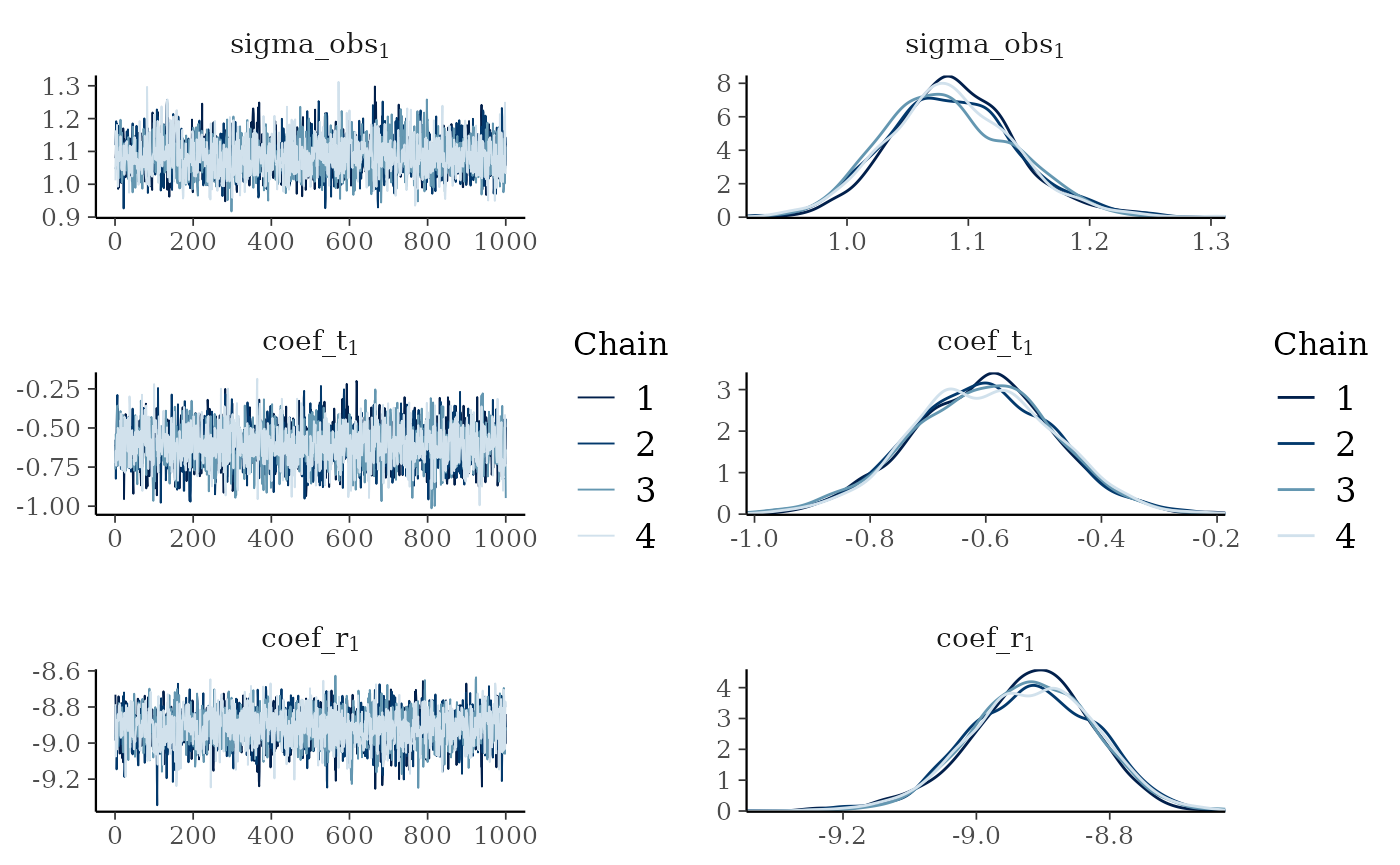 sigma_obs₁
1.3
1.2
1.1
1.0
0.9
0 200 400 600 800 1000
sigma_obs₁
8
6
4
2
0
1.0 1.1 1.2 1.3
coef_t₁
-0.25
-0.50
-0.75
-1.00
0 200 400 600 800 1000
Chain
1
2
3
4
coef_t₁
3
2
1
0
-1.0 -0.8 -0.6 -0.4 -0.2
Chain
1
2
3
4
coef_r₁
-8.6
-8.8
-9.0
-9.2
0 200 400 600 800 1000
coef_r₁
4
3
2
1
0
-9.2 -9.0 -8.8